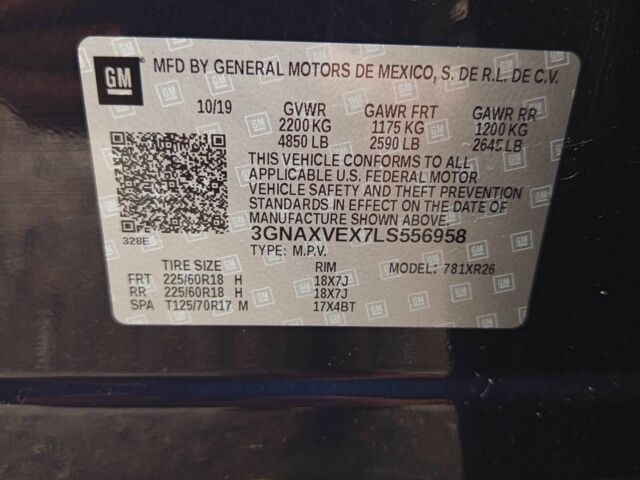 GM MFD BY GENERAL MOTORS DE MEXICO, S. DE R.L. DE C.V.
10/19 GVWR GAWR FRT GAWR RR
2200 KG 1175 KG 1200 KG
4850 LB 2590 LB 2645 LB
THIS VEHICLE CONFORMS TO ALL
APPLICABLE U.S. FEDERAL MOTOR
VEHICLE SAFETY AND THEFT PREVENTION
STANDARDS IN EFFECT ON THE DATE OF
MANUFACTURE SHOWN ABOVE.
328E 3GNAXVEX7LS556958
TYPE: M.P.V. MODEL: 781XR26
TIRE SIZE RIM
FRT 225/60R18 H 18X7J
RR 225/60R18 H 18X7J
SPA T125/70R17 M 17X4BT